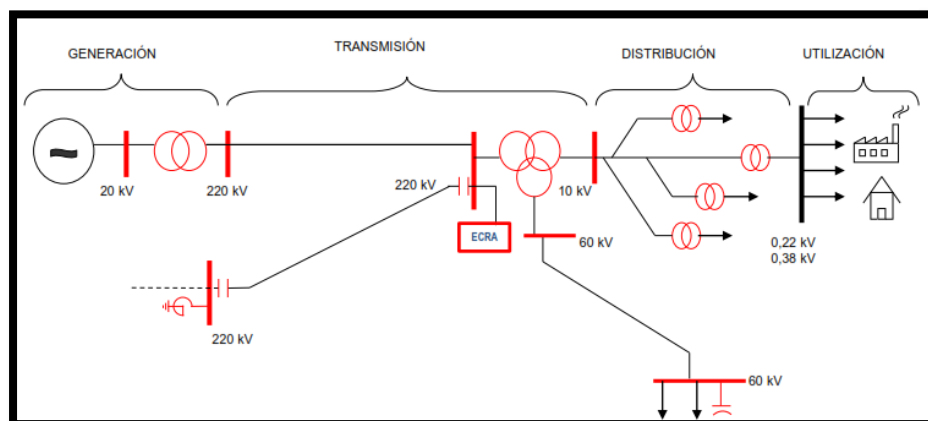 GENERACIÓN
TRANSMISIÓN
DISTRIBUCIÓN
UTILIZACIÓN
20 kV
220 kV
220 kV
10 kV
ECRA
60 kV
0,22 kV
0,38 kV
220 kV
60 kV